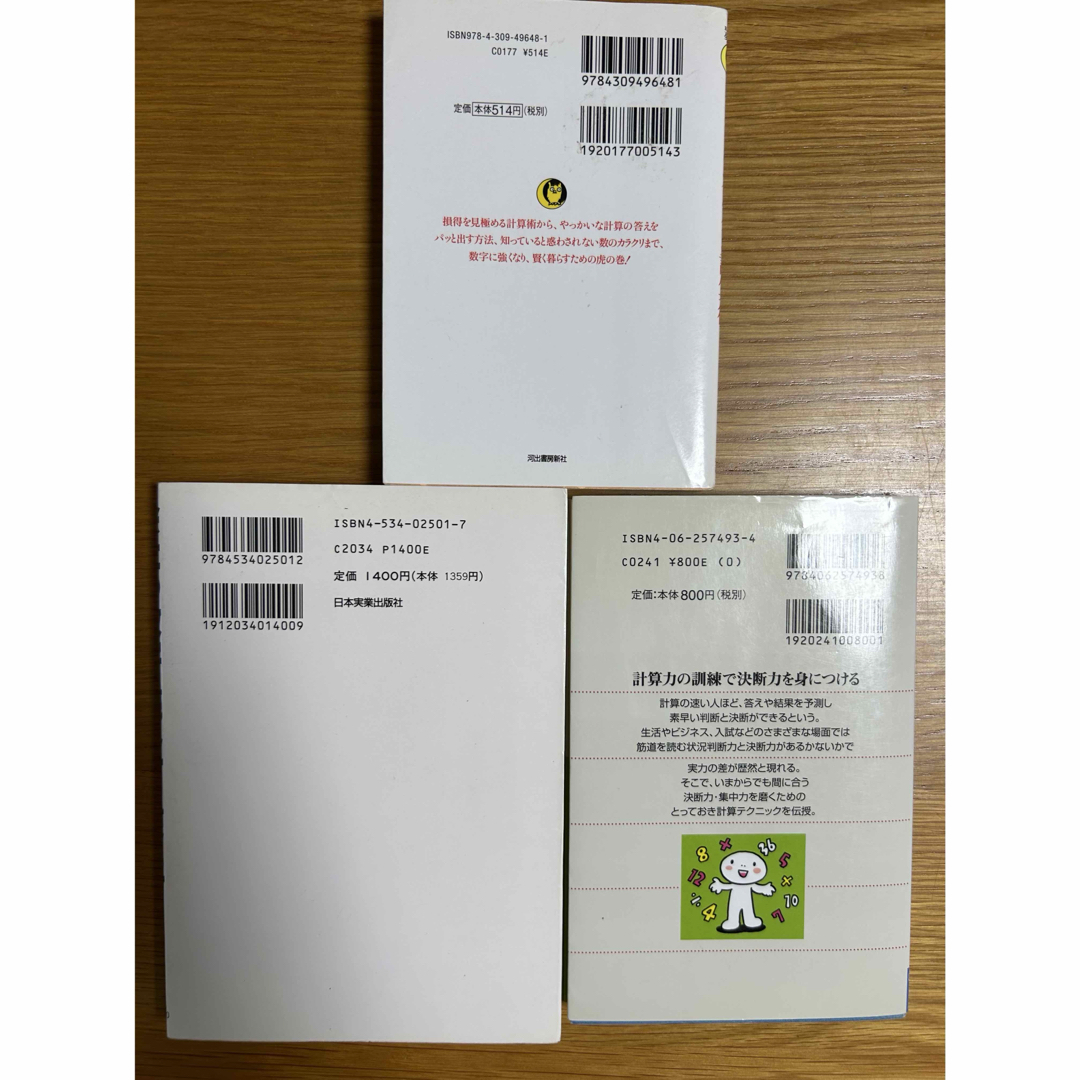 ISBN978-4-309-49648-1
C0177 ¥514E
9784309496481
定価 本体514円(税別)
1920177005143
損得を見極める計算術から、やっかいな計算の答えを
パッと出す方法、知っていると惑わされない数のカラクリまで、
数字に強くなり、賢く暮らすための虎の巻!
河出書房新社
9784534025012
ISBN4-534-02501-7
C2034 P1400E
定価 1400円(本体 1359円)
1912034014009
日本実業出版社
ISBN4-06-257493-4
C0241 ¥800E (0)
9784062574938
定価:本体800円(税別)
1920241008001
計算力の訓練で決断力を身につける
計算の速い人ほど、答えや結果を予測し
素早い判断と決断ができるという。
生活やビジネス、入試などのさまざまな場面では
筋道を読む状況判断力と決断力があるかないかで
実力の差が歴然と現れる。
そこで、いまからでも間に合う
決断力・集中力を磨くための
とっておき計算テクニックを伝授。
8 × 36 5
12 × 10
% 4 7